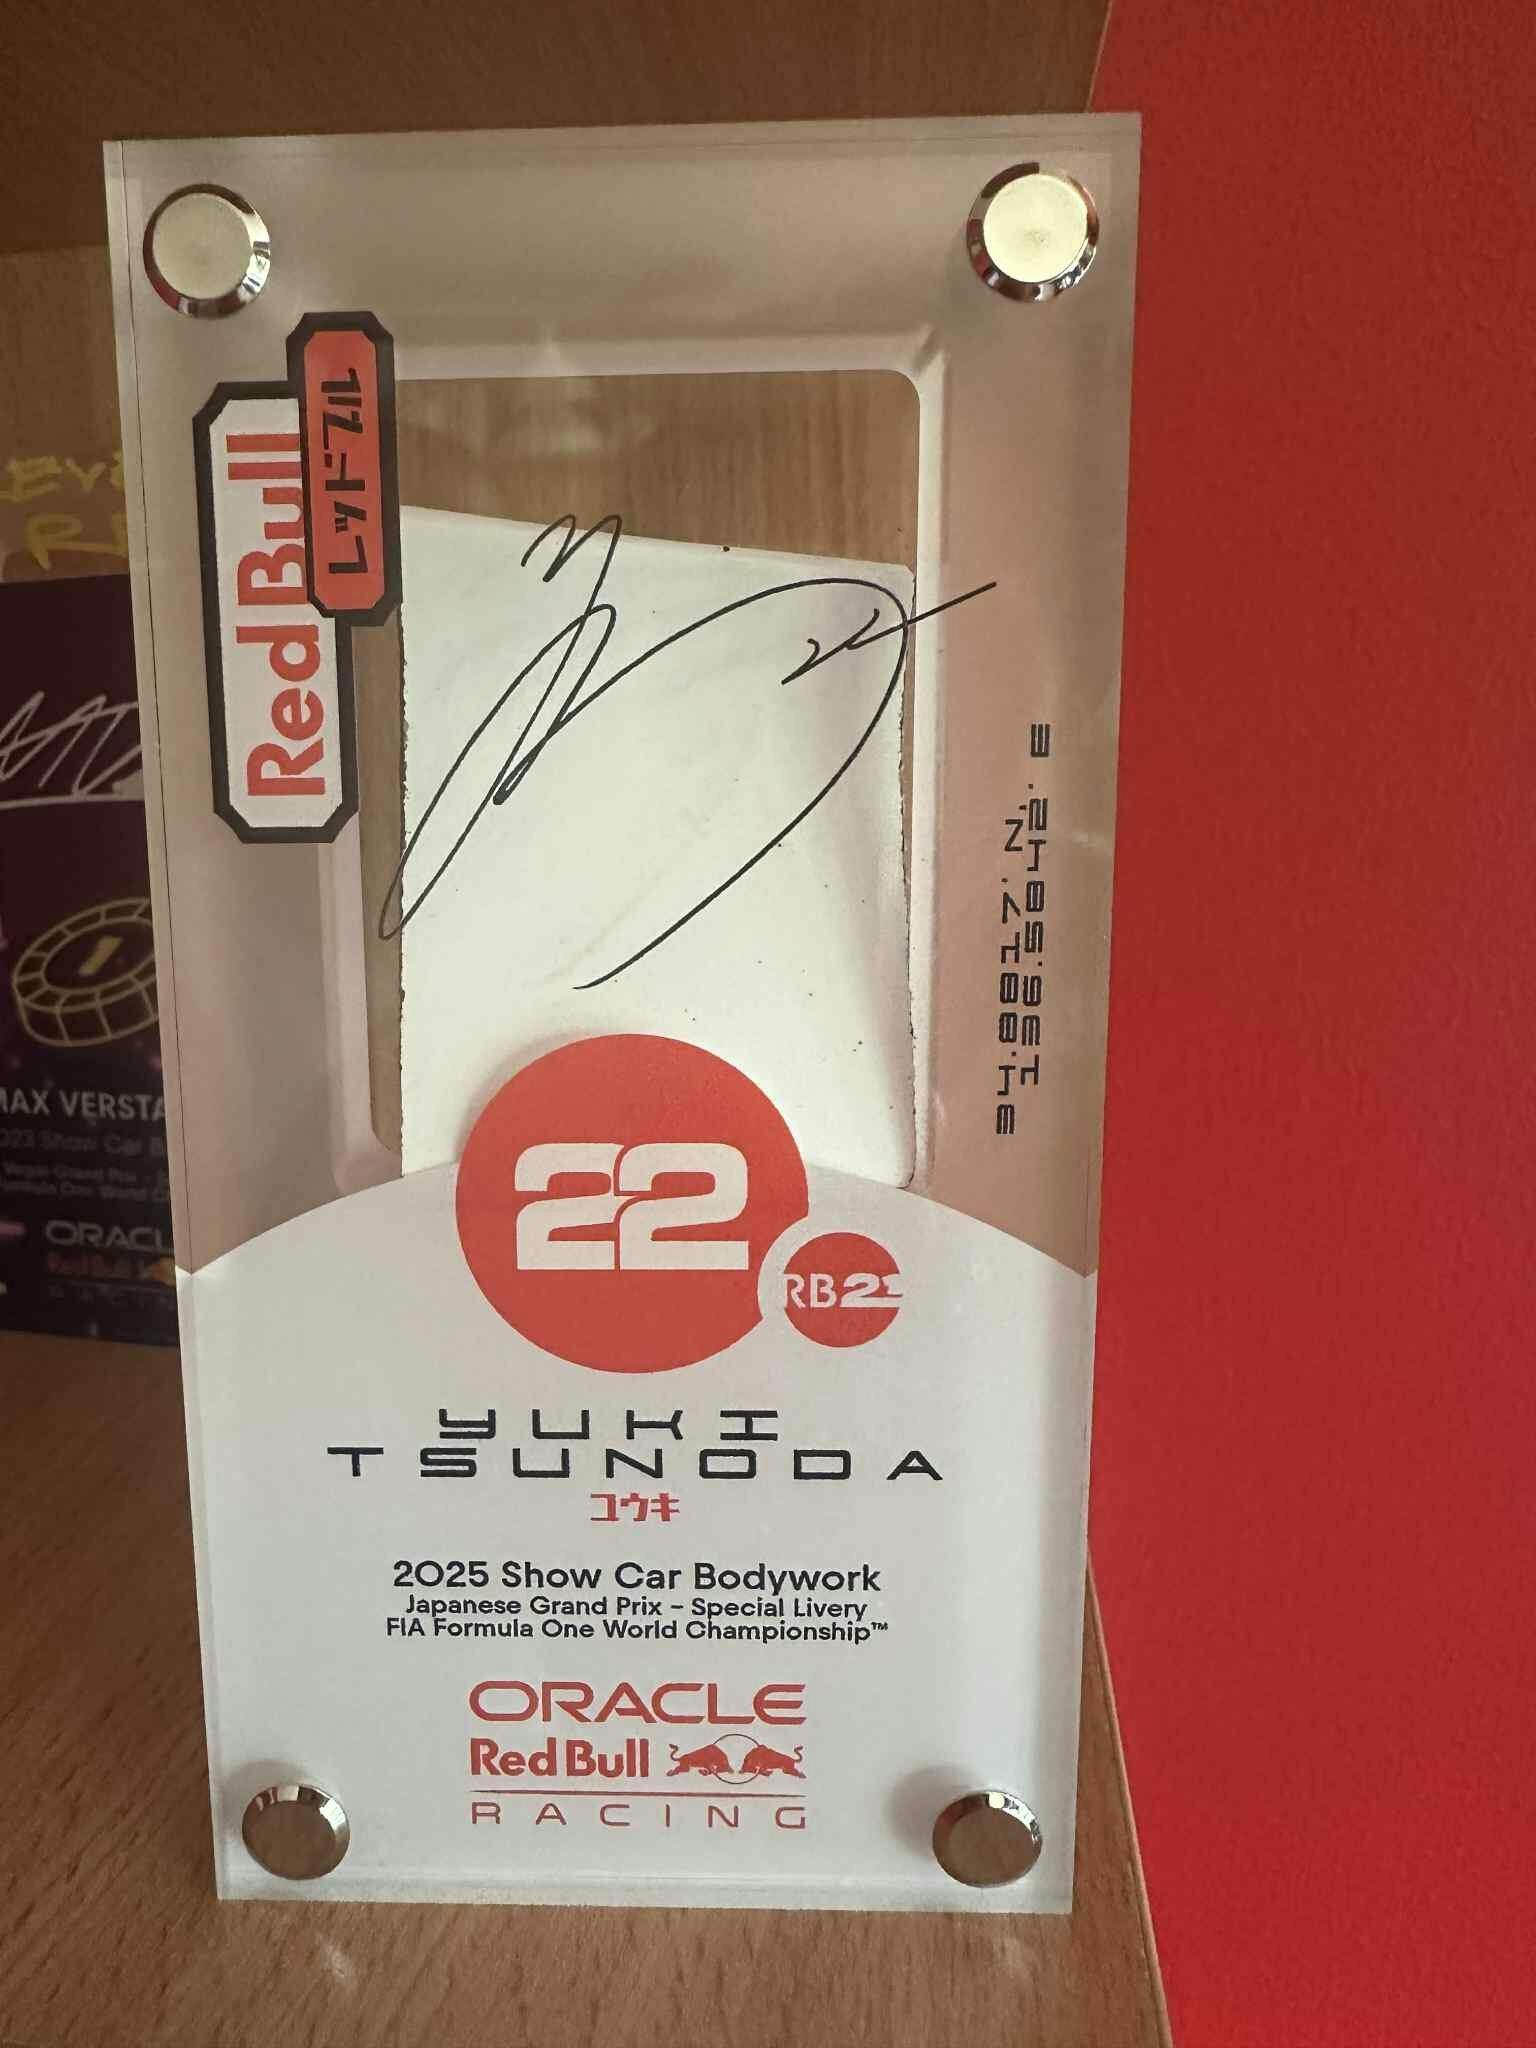 Red Bull
レッドブル
34.8817.N,
136.5842.E
22
RB21
YUKI
TSUNODA
ユウキ
2025 Show Car Bodywork
Japanese Grand Prix – Special Livery
FIA Formula One World Championship™
ORACLE
Red Bull
RACING
MAX VERSTA
ORACL